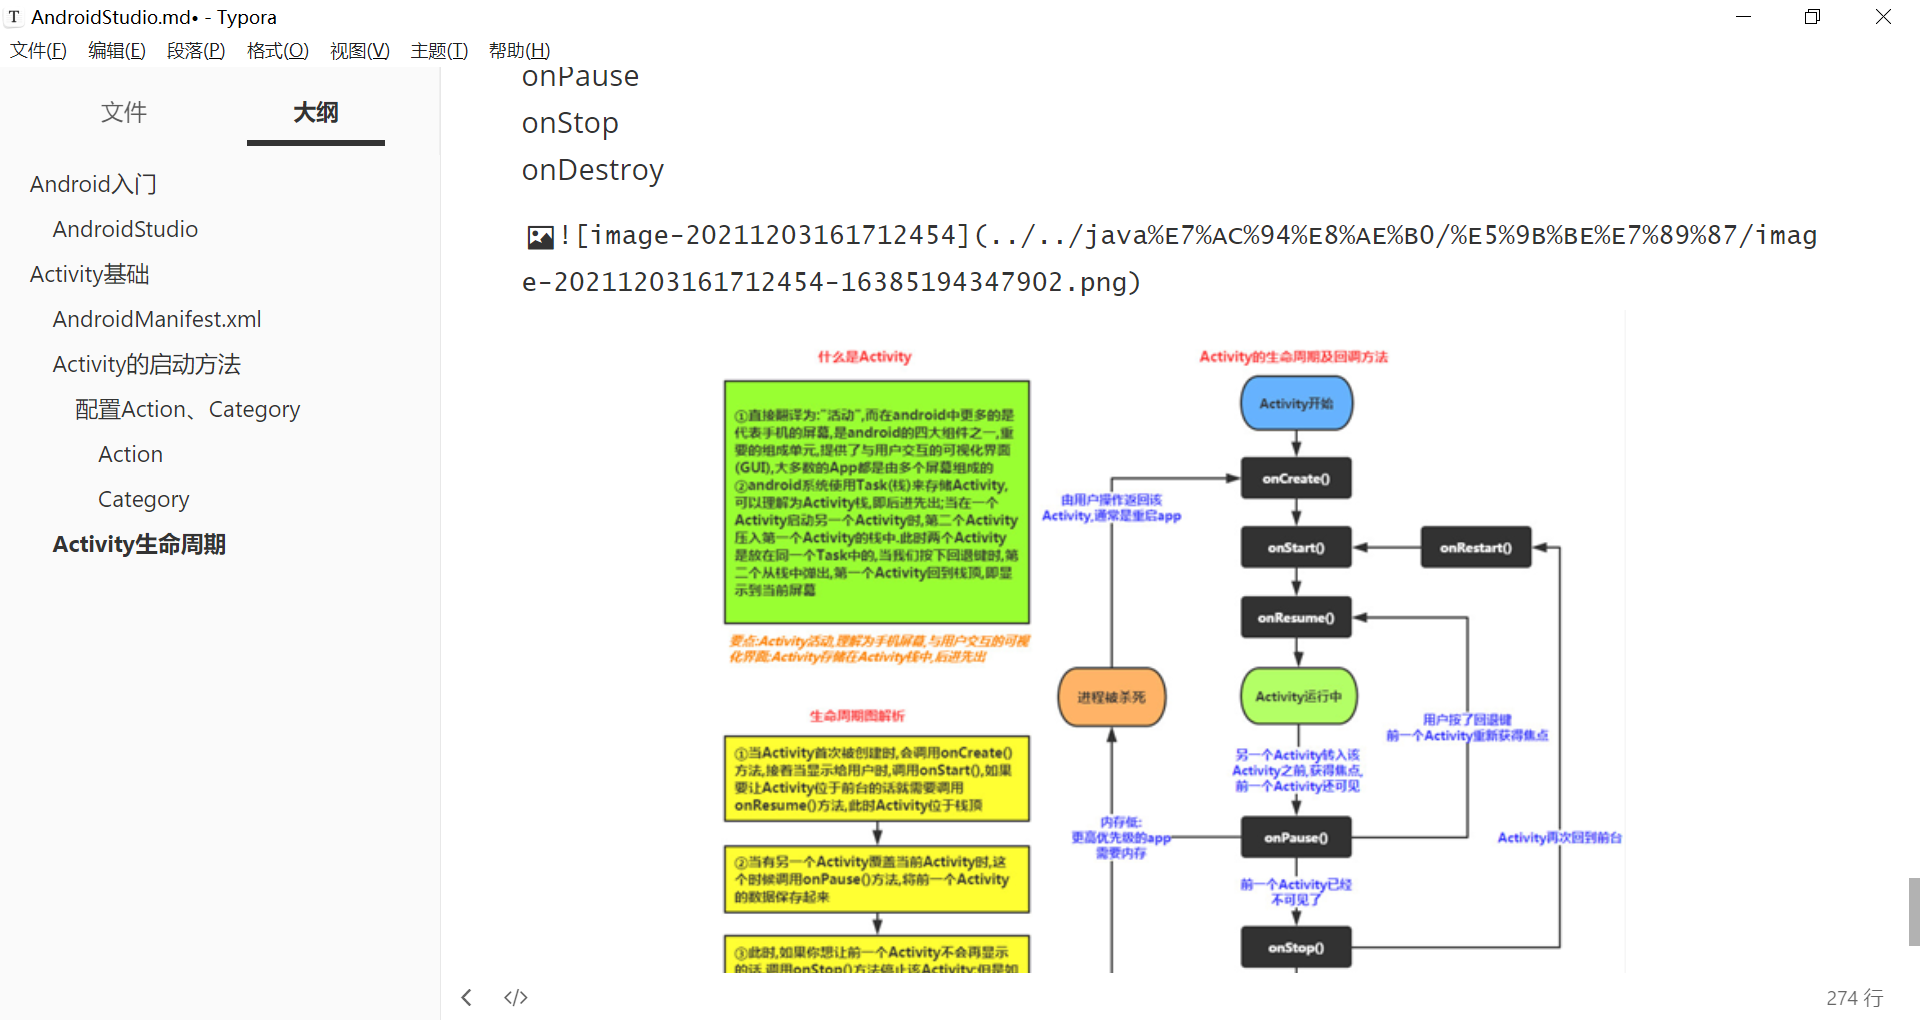 AndroidStudio.md• - Typora
文件(F) 编辑(E) 段落(P) 格式(O) 视图(V) 主题(T) 帮助(H)
文件 大纲
Android入门
AndroidStudio
Activity基础
AndroidManifest.xml
Activity的启动方法
配置Action、Category
Action
Category
Activity生命周期
onPause
onStop
onDestroy
![image-20211203161712454](../../java%E7%AC%94%E8%AE%B0/%E5%9B%BE%E7%89%87/imag
e-20211203161712454-16385194347902.png)
什么是Activity
①直接翻译为:"活动",而在android中更多的是
代表手机的屏幕,是android的四大组件之一,重
要的组成单元,提供了与用户交互的可视化界面
(GUI),大多数的App都是由多个屏幕组成的
②android系统使用Task(栈)来存储Activity,
可以理解为Activity栈,即后进先出;当在一个
Activity启动另一个Activity时,第二个Activity
压入第一个Activity的栈中.此时两个Activity
是放在同一个Task中的,当我们按下回退键时,第
二个从栈中弹出,第一个Activity回到栈顶,即显
示到当前屏幕
要点:Activity活动,理解为手机屏幕,与用户交互的可视
化界面;Activity存储在Activity栈中,后进先出
生命周期图解析
①当Activity首次被创建时,会调用onCreate()
方法,接着当显示给用户时,调用onStart(),如果
要让Activity位于前台的话就需要调用
onResume()方法,此时Activity位于栈顶
②当有另一个Activity覆盖当前Activity时,这
个时候调用onPause()方法,将前一个Activity
的数据保存起来
③此时,如果你想让前一个Activity不会再显示
的话,调用onStop()方法停止该Activity;但是如
Activity的生命周期及回调方法
Activity开始
onCreate()
由用户操作返回该
Activity,通常是重启app
onStart()
onRestart()
onResume()
进程被杀死
Activity运行中
用户按了回退键
前一个Activity重新获得焦点
另一个Activity转入该
Activity之前,获得焦点,
前一个Activity还可见
内存低:
更高优先级的app
需要内存
onPause()
Activity再次回到前台
前一个Activity已经
不可见了
onStop()
274 行